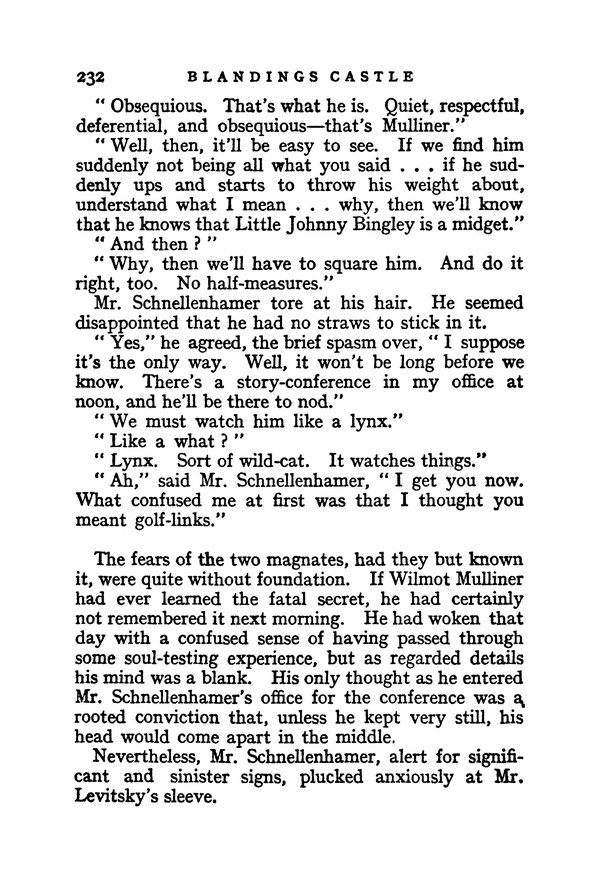 232 BLANDINGS CASTLE
“ Obsequious. That’s what he is. Quiet, respectful,
deferential, and obsequious—that’s Mulliner.”
“ Well, then, it’ll be easy to see. If we find him
suddenly not being all what you said . . . if he sud-
denly ups and starts to throw his weight about,
understand what I mean . . . why, then we’ll know
that he knows that Little Johnny Bingley is a midget.”
“ And then ? ”
“ Why, then we’ll have to square him. And do it
right, too. No half-measures.”
Mr. Schnellenhamer tore at his hair. He seemed
disappointed that he had no straws to stick in it.
“ Yes,” he agreed, the brief spasm over, “ I suppose
it’s the only way. Well, it won’t be long before we
know. There’s a story-conference in my office at
noon, and he’ll be there to nod.”
“ We must watch him like a lynx.”
“ Like a what ? ”
“ Lynx. Sort of wild-cat. It watches things.”
“ Ah,” said Mr. Schnellenhamer, “ I get you now.
What confused me at first was that I thought you
meant golf-links.”
The fears of the two magnates, had they but known
it, were quite without foundation. If Wilmot Mulliner
had ever learned the fatal secret, he had certainly
not remembered it next morning. He had woken that
day with a confused sense of having passed through
some soul-testing experience, but as regarded details
his mind was a blank. His only thought as he entered
Mr. Schnellenhamer’s office for the conference was a
rooted conviction that, unless he kept very still, his
head would come apart in the middle.
Nevertheless, Mr. Schnellenhamer, alert for signifi-
cant and sinister signs, plucked anxiously at Mr.
Levitsky’s sleeve.